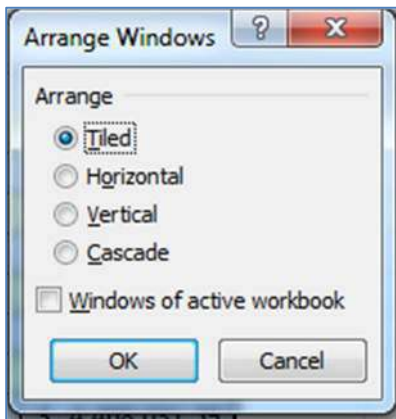 Arrange Windows
Arrange
Tiled
Horizontal
Vertical
Cascade
Windows of active workbook
OK Cancel